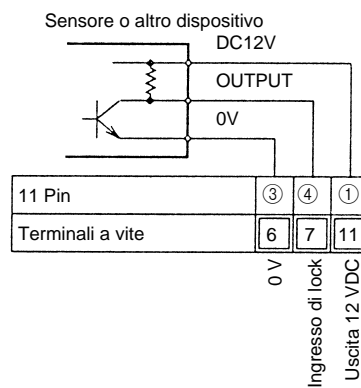 Sensore o altro dispositivo
DC12V
OUTPUT
0V
11 Pin ③ ④ ①
Terminali a vite 6 7 11
0 V
Ingresso di lock
Uscita 12 VDC